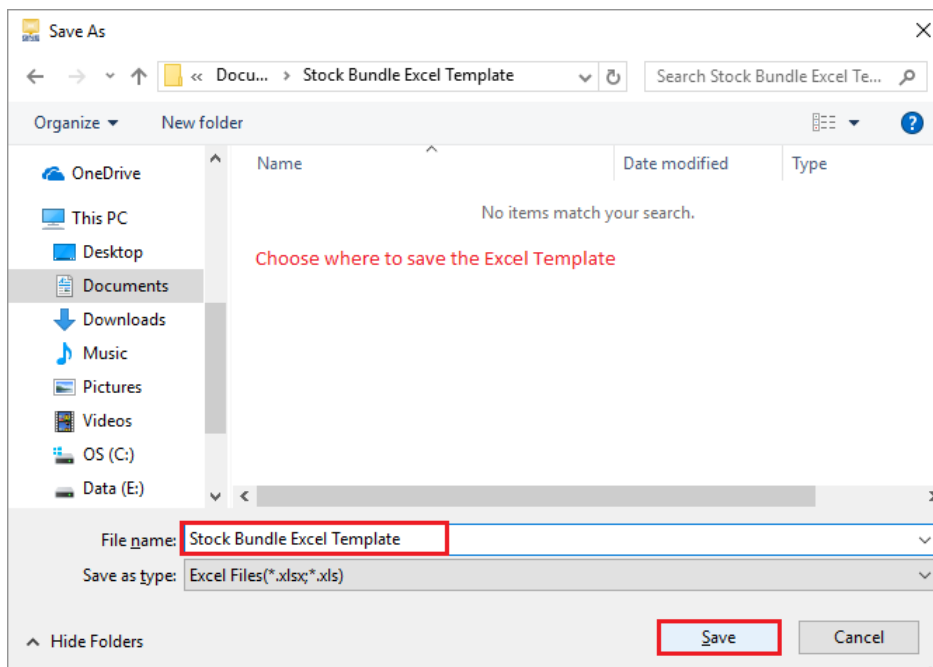 Save As
« Docu... › Stock Bundle Excel Template
Search Stock Bundle Excel Te...
Organize
New folder
Name
Date modified
Type
OneDrive
This PC
Desktop
Documents
Downloads
Music
Pictures
Videos
OS (C:)
Data (E:)
No items match your search.
Choose where to save the Excel Template
File name: Stock Bundle Excel Template
Save as type: Excel Files(*.xlsx;*.xls)
Hide Folders
Save
Cancel